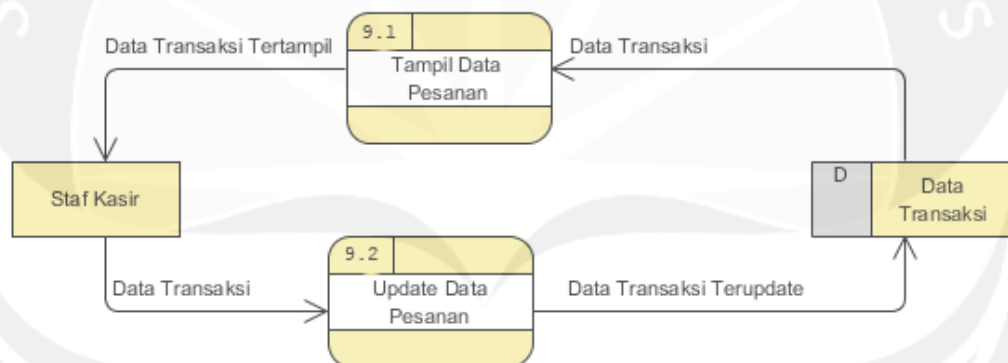 9.1
Data Transaksi Tertampil
Data Transaksi
Tampil Data
Pesanan
Staf Kasir
D
Data
Transaksi
9.2
Data Transaksi
Update Data
Pesanan
Data Transaksi Terupdate